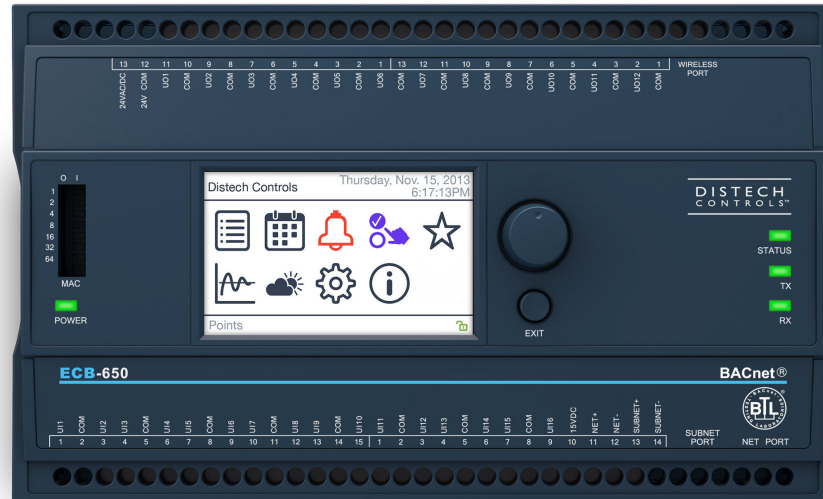 13 12 11 10 9 8 7 6 5 4 3 2 1 13 12 11 10 9 8 7 6 5 4 3 2 1
24VAC/DC 24V COM UO1 COM UO2 COM UO3 COM UO4 COM UO5 COM UO6 COM UO7 COM UO8 COM UO9 COM UO10 COM UO11 COM UO12 COM
WIRELESS
PORT
O I
1
2
4
8
16
32
64
MAC
POWER
Distech Controls
Thursday, Nov. 15, 2013
6:17:13PM
Points
EXIT
DISTECH
CONTROLS™
STATUS
TX
RX
ECB-650
BACnet®
UI1 COM UI2 UI3 COM UI4 UI5 COM UI6 UI7 COM UI8 UI9 COM UI10 UI11 COM UI12 UI13 COM UI14 UI15 COM UI16 15VDC NET+ NET- SUBNET+ SUBNET-
1 2 3 4 5 6 7 8 9 10 11 12 13 14 15 1 2 3 4 5 6 7 8 9 10 11 12 13 14
SUBNET
PORT
BTL
®
NET PORT